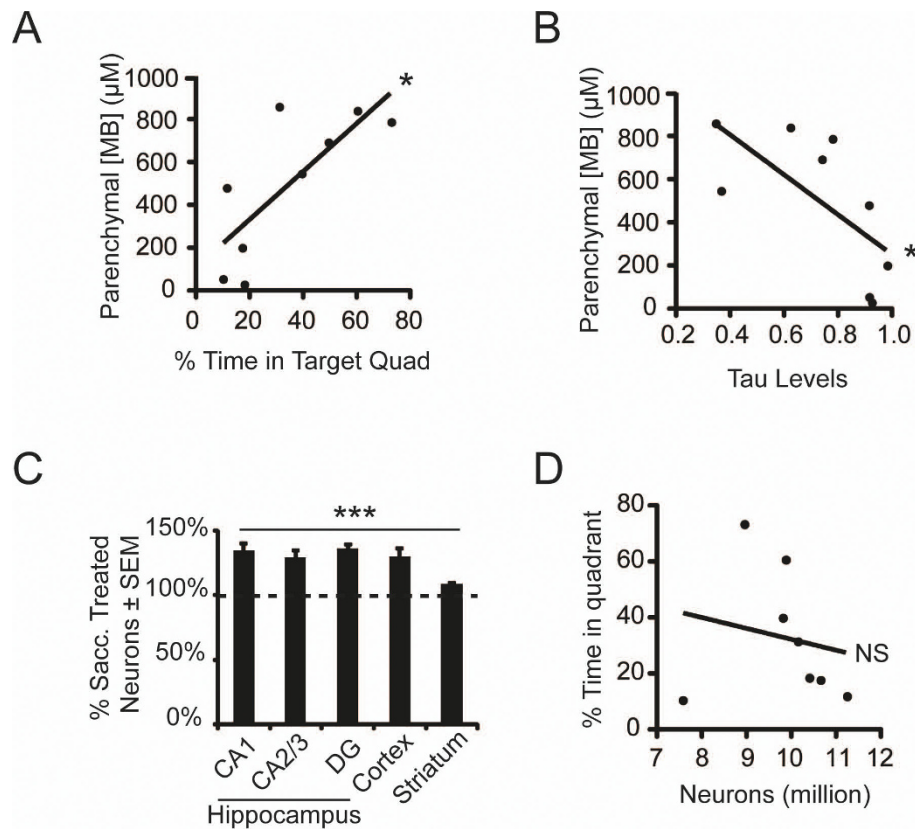 A
Parenchymal [MB] (µM)
1000
800
600
400
200
0
*
0 20 40 60 80
% Time in Target Quad
B
Parenchymal [MB] (µM)
1000
800
600
400
200
0
*
0.2 0.4 0.6 0.8 1.0
Tau Levels
C
% Sacc. Treated
Neurons ± SEM
150%
100%
50%
0%
***
CA1
CA2/3
DG
Cortex
Striatum
Hippocampus
D
% Time in quadrant
80
60
40
20
0
NS
7 8 9 10 11 12
Neurons (million)